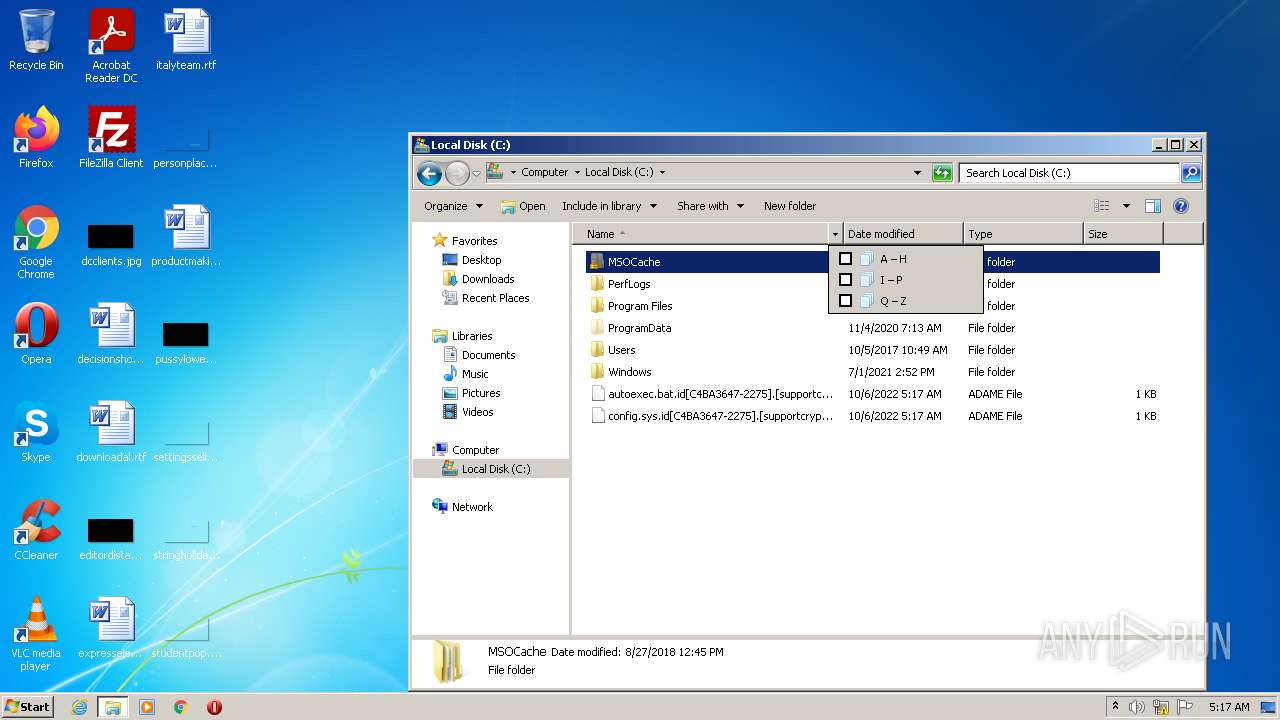 Recycle Bin
Acrobat
Reader DC
italyteam.rtf
Firefox
FileZilla Client
personplac...
Google
Chrome
dcclients.jpg
productmaki...
Opera
decisionsho...
pussylowe...
Skype
downloadal.rtf
settingssell...
CCleaner
editordista...
stringholida...
VLC media
player
expressele...
studentpop....
Local Disk (C:)
Computer
Local Disk (C:)
Search Local Disk (C:)
Organize
Open
Include in library
Share with
New folder
Favorites
Desktop
Downloads
Recent Places
Libraries
Documents
Music
Pictures
Videos
Computer
Local Disk (C:)
Network
Name
Date modified
Type
Size
A – H
I – P
Q – Z
MSOCache
folder
PerfLogs
folder
Program Files
folder
ProgramData
11/4/2020 7:13 AM
File folder
Users
10/5/2017 10:49 AM
File folder
Windows
7/1/2021 2:52 PM
File folder
autoexec.bat.id[C4BA3647-2275].[supportc...
10/6/2022 5:17 AM
ADAME File
1 KB
config.sys.id[C4BA3647-2275].[supportcryp...
10/6/2022 5:17 AM
ADAME File
1 KB
MSOCache Date modified: 8/27/2018 12:45 PM
File folder
ANY RUN
Start
5:17 AM